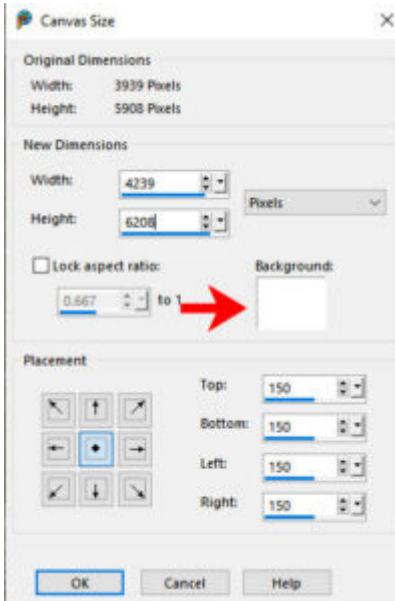 Canvas Size
Original Dimensions
Width: 3939 Pixels
Height: 5908 Pixels
New Dimensions
Width: 4239
Pixels
Height: 6208
Lock aspect ratio: Background:
0.667 to 1
Placement
Top: 150
Bottom: 150
Left: 150
Right: 150
OK Cancel Help